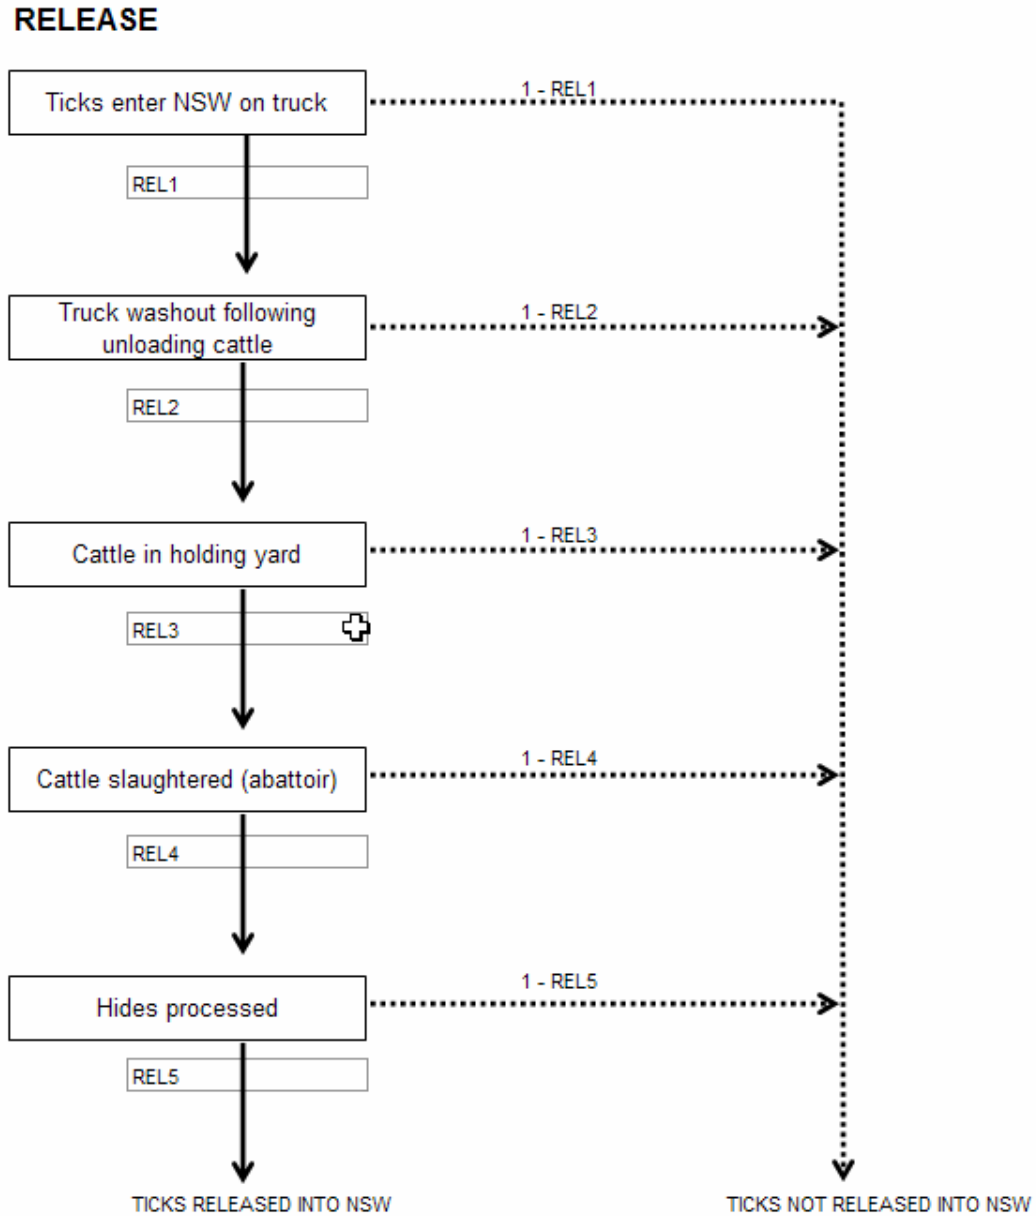 RELEASE
Ticks enter NSW on truck
1 - REL1
REL1
Truck washout following
unloading cattle
1 - REL2
REL2
Cattle in holding yard
1 - REL3
REL3
Cattle slaughtered (abattoir)
1 - REL4
REL4
Hides processed
1 - REL5
REL5
TICKS RELEASED INTO NSW
TICKS NOT RELEASED INTO NSW